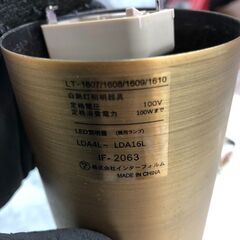 LT-1607/1608/1609/1610
白熱灯照明器具
定格電圧 100V
定格消費電力 100Wまで
LED照明器 (専用ランプ)
LDA4L～ LDA16L
IF-2063
株式会社インターフォルム
MADE IN CHINA